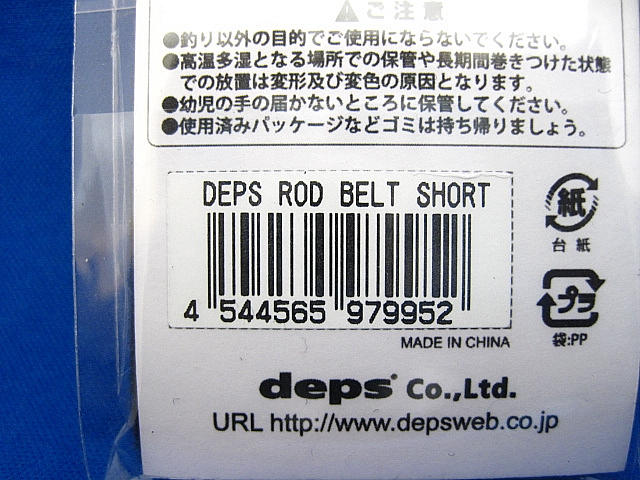 ご注意
●釣り以外の目的でご使用にならないでください。
●高温多湿となる場所での保管や長期間巻きつけた状態
での放置は変形及び変色の原因となります。
●幼児の手の届かないところに保管してください。
●使用済みパッケージなどゴミは持ち帰りましょう。
DEPS ROD BELT SHORT
4 544565 979952
紙
台紙
プラ
袋:PP
MADE IN CHINA
deps Co.,Ltd.
URL http://www.depsweb.co.jp